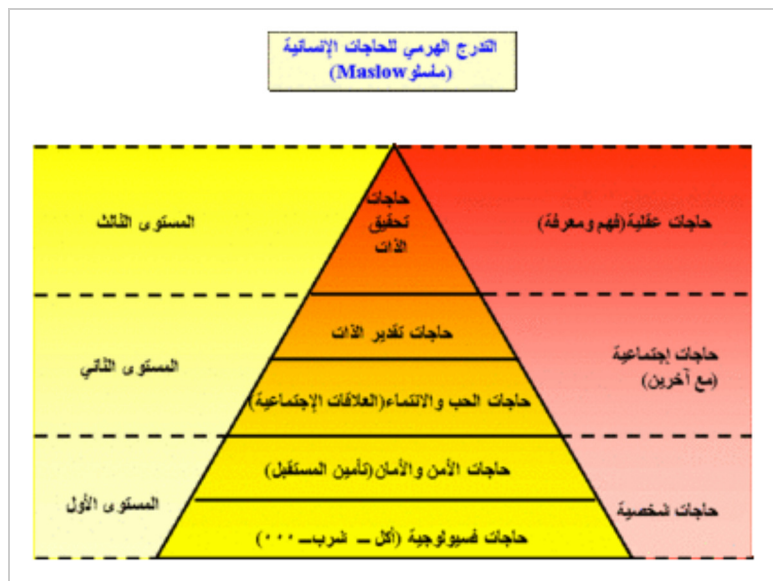 التدرج الهرمي للحاجات الإنسانية
(ماسلوMaslow)
حاجات عقلية(فهم ومعرفة)
حاجات
تحقيق
الذات
المستوى الثالث
حاجات إجتماعية
(مع آخرين)
حاجات تقدير الذات
حاجات الحب والانتماء(العلاقات الإجتماعية)
المستوى الثاني
حاجات شخصية
حاجات الأمن والأمان(تأمين المستقبل)
حاجات فسيولوجية (أكل – شرب–٠٠٠)
المستوى الأول